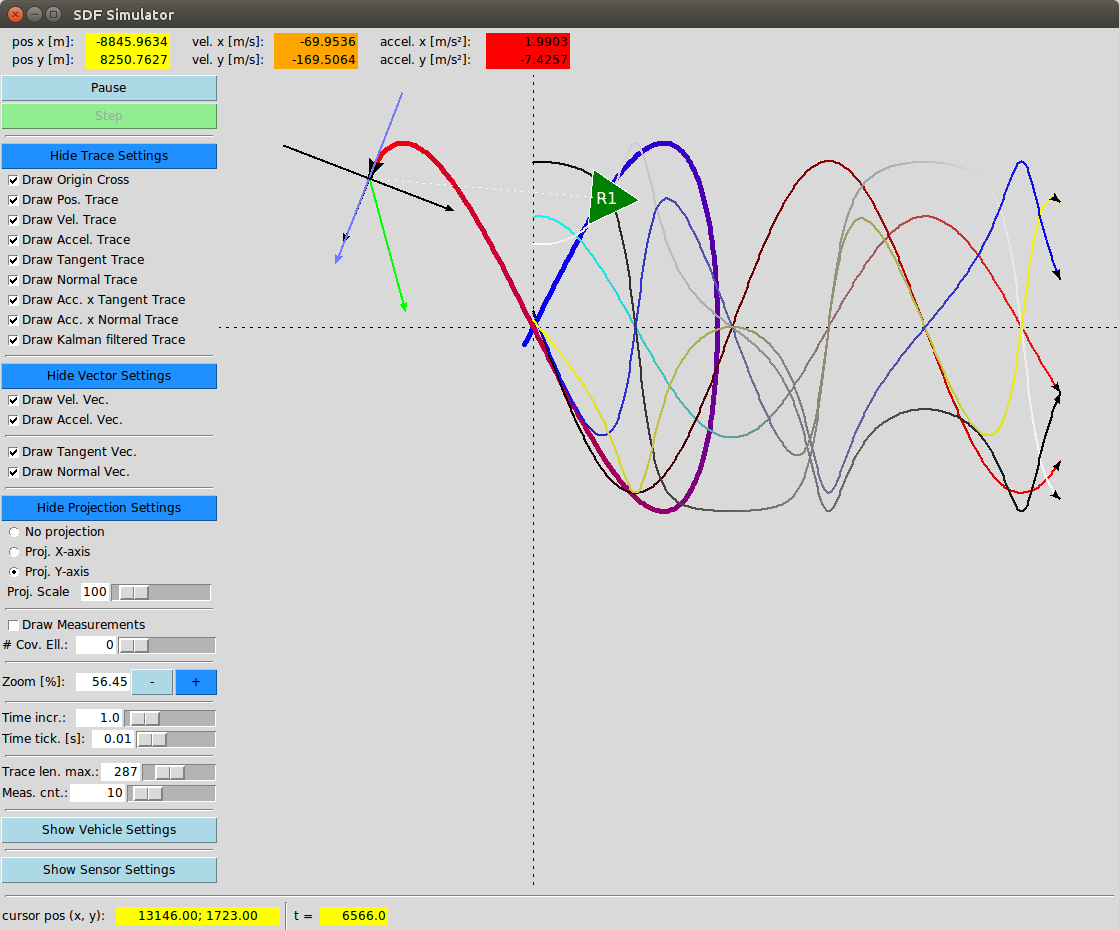 SDF Simulator
pos x [m]: -8845.9634 vel. x [m/s]: -69.9536 accel. x [m/s²]: 1.9903
pos y [m]: 8250.7627 vel. y [m/s]: -169.5064 accel. y [m/s²]: -7.4257
Pause
Step
Hide Trace Settings
Draw Origin Cross
Draw Pos. Trace
Draw Vel. Trace
Draw Accel. Trace
Draw Tangent Trace
Draw Normal Trace
Draw Acc. x Tangent Trace
Draw Acc. x Normal Trace
Draw Kalman filtered Trace
Hide Vector Settings
Draw Vel. Vec.
Draw Accel. Vec.
Draw Tangent Vec.
Draw Normal Vec.
Hide Projection Settings
No projection
Proj. X-axis
Proj. Y-axis
Proj. Scale 100
Draw Measurements
# Cov. Ell.: 0
Zoom [%]: 56.45 - +
Time incr.: 1.0
Time tick. [s]: 0.01
Trace len. max.: 287
Meas. cnt.: 10
Show Vehicle Settings
Show Sensor Settings
R1
cursor pos (x, y): 13146.00; 1723.00 t = 6566.0